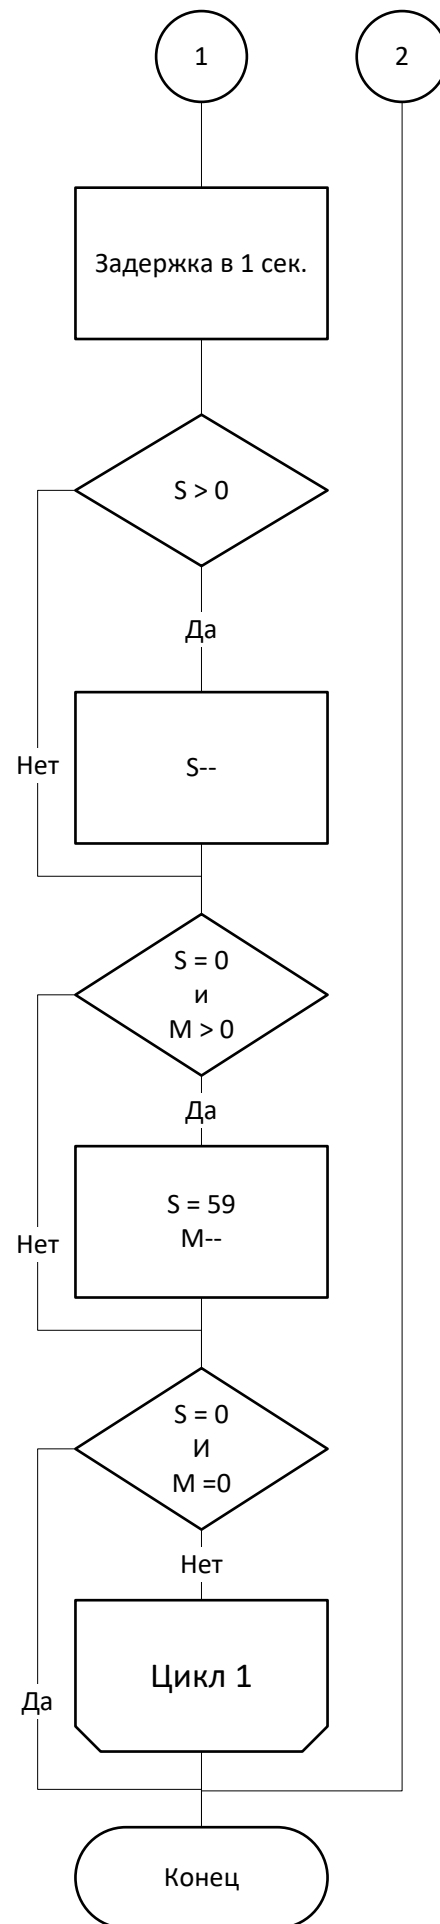 1
2
Задержка в 1 сек.
S > 0
Да
Нет
S--
S = 0
и
M > 0
Да
S = 59
M--
Нет
S = 0
И
M =0
Нет
Цикл 1
Да
Конец